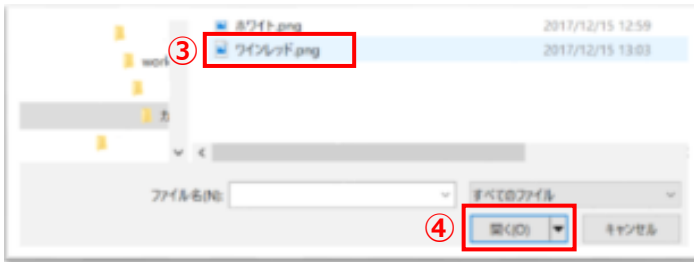 ホワイト.png 2017/12/15 12:59
③ ワインレッド.png 2017/12/15 13:03
work
カ
ファイル名(N): すべてのファイル
④ 開く(O) キャンセル